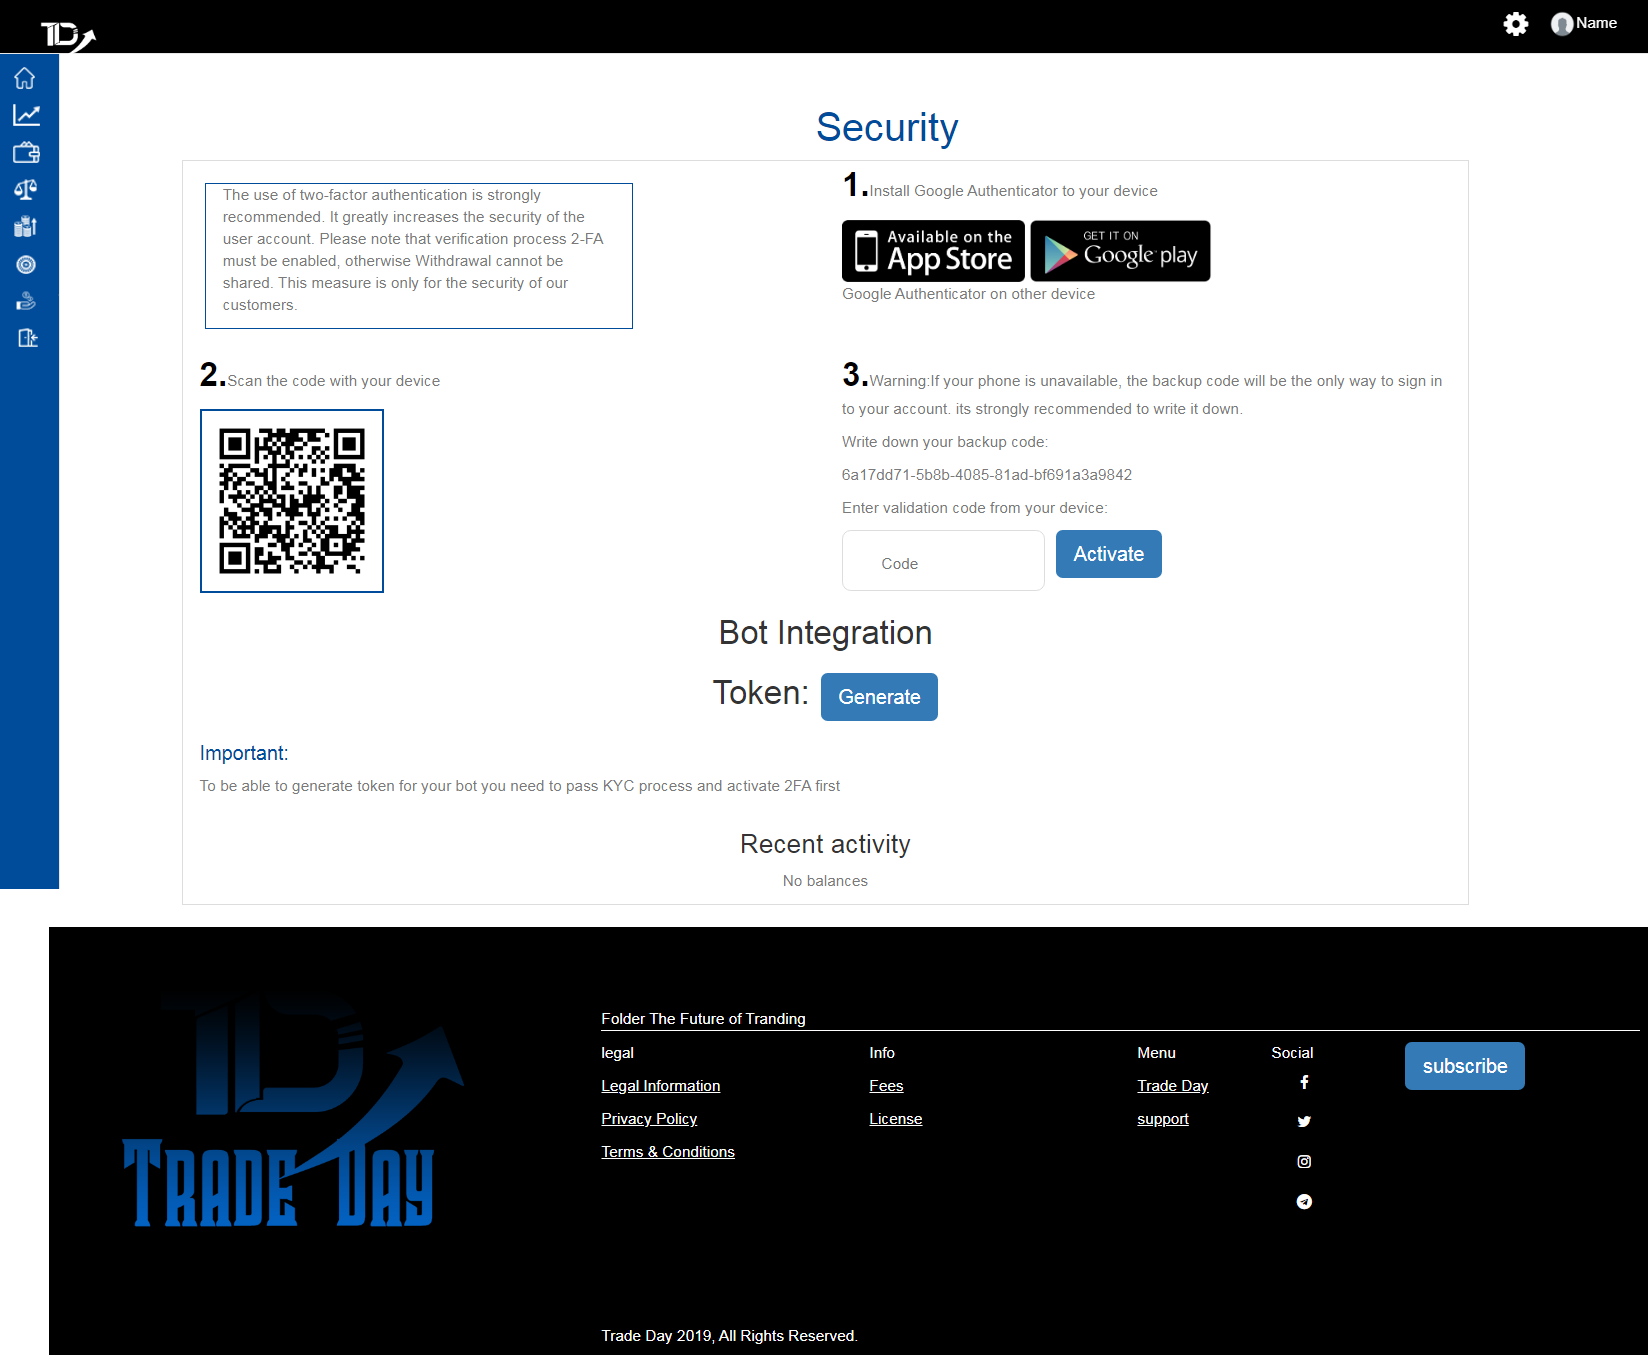 TD
Name
Security
The use of two-factor authentication is strongly
recommended. It greatly increases the security of the
user account. Please note that verification process 2-FA
must be enabled, otherwise Withdrawal cannot be
shared. This measure is only for the security of our
customers.
1.Install Google Authenticator to your device
Available on the
App Store
GET IT ON
Google play
Google Authenticator on other device
2.Scan the code with your device
3.Warning:If your phone is unavailable, the backup code will be the only way to sign in
to your account. its strongly recommended to write it down.
Write down your backup code:
6a17dd71-5b8b-4085-81ad-bf691a3a9842
Enter validation code from your device:
Code
Activate
Bot Integration
Token:
Generate
Important:
To be able to generate token for your bot you need to pass KYC process and activate 2FA first
Recent activity
No balances
TD
TRADE DAY
Folder The Future of Tranding
legal
Legal Information
Privacy Policy
Terms & Conditions
Info
Fees
License
Menu
Trade Day
support
Social
subscribe
Trade Day 2019, All Rights Reserved.